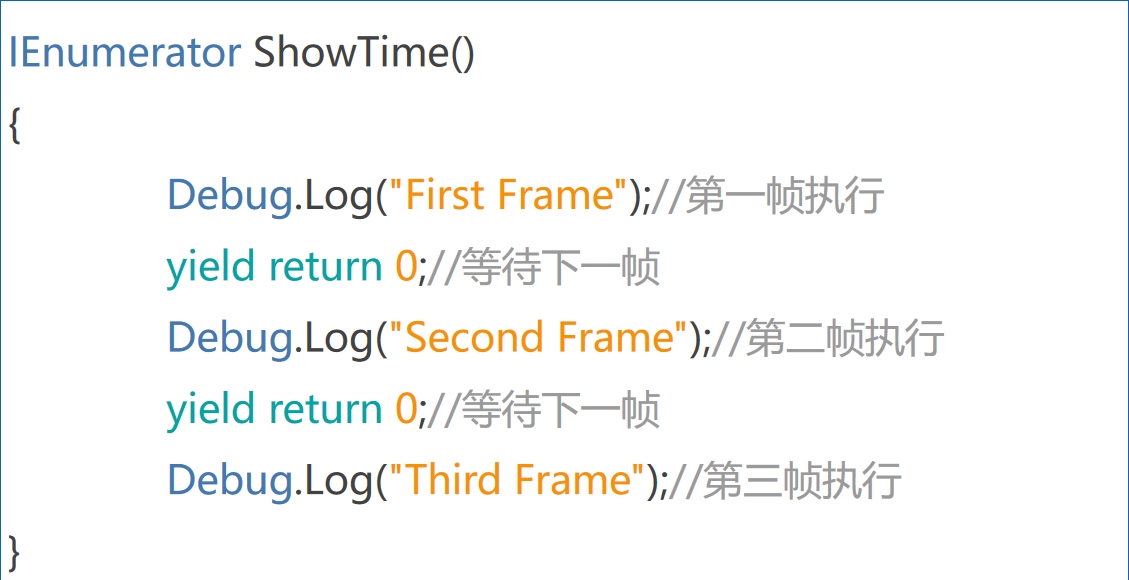 IEnumerator ShowTime()
{
Debug.Log("First Frame");//第一帧执行
yield return 0;//等待下一帧
Debug.Log("Second Frame");//第二帧执行
yield return 0;//等待下一帧
Debug.Log("Third Frame");//第三帧执行
}